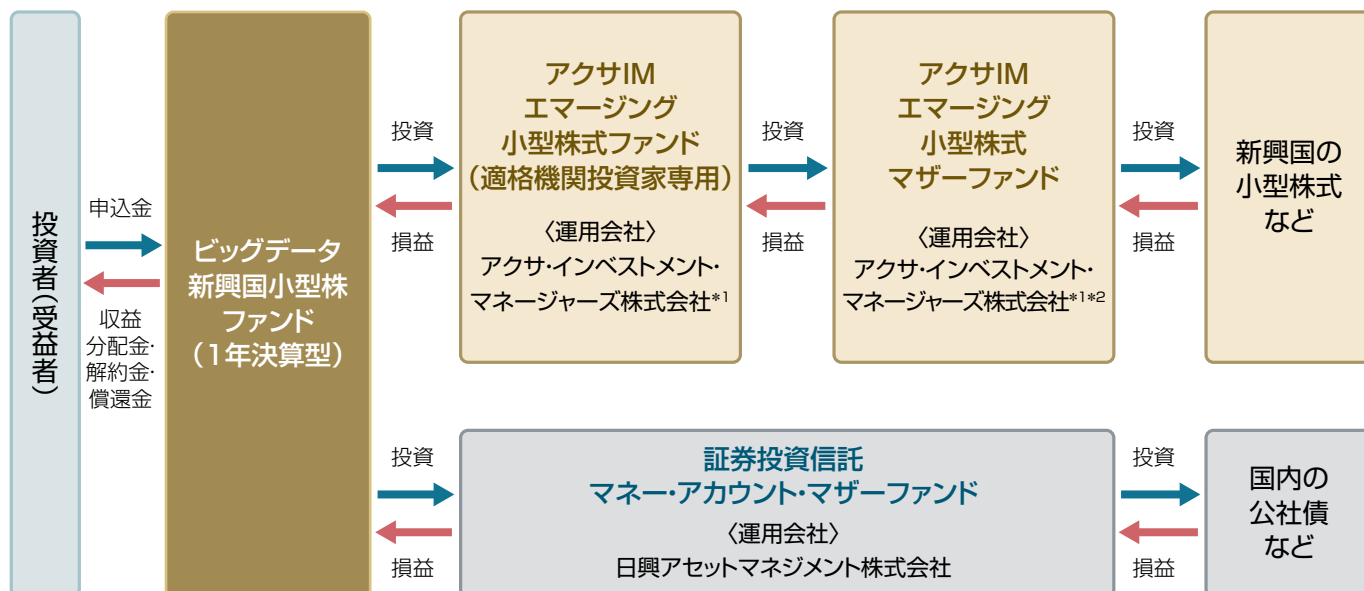 投資者(受益者)
申込金
収益
分配金・
解約金・
償還金
ビッグデータ
新興国小型株
ファンド
(1年決算型)
投資
損益
アクサIM
エマージング
小型株式ファンド
(適格機関投資家専用)
〈運用会社〉
アクサ・インベストメント・
マネージャーズ株式会社*1
投資
損益
アクサIM
エマージング
小型株式
マザーファンド
〈運用会社〉
アクサ・インベストメント・
マネージャーズ株式会社*1*2
投資
損益
新興国の
小型株式
など
投資
損益
証券投資信託
マネー・アカウント・マザーファンド
〈運用会社〉
日興アセットマネジメント株式会社
投資
損益
国内の
公社債
など